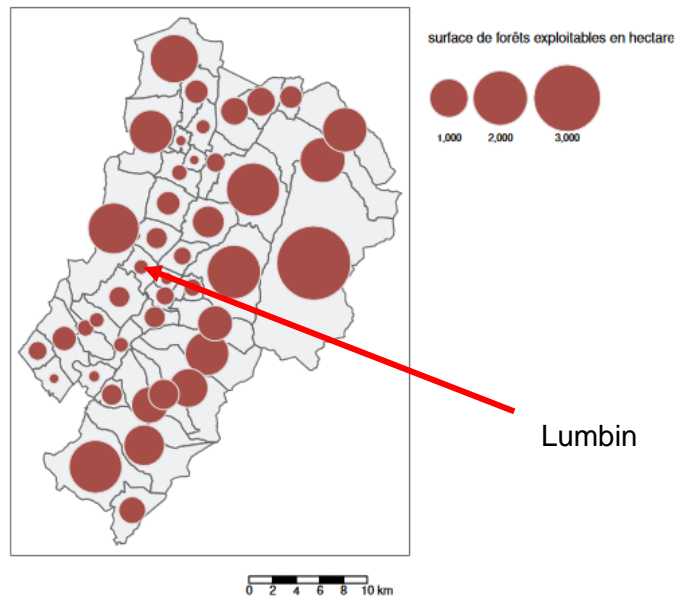 surface de forêts exploitables en hectare
1,000 2,000 3,000
Lumbin
0 2 4 6 8 10 km